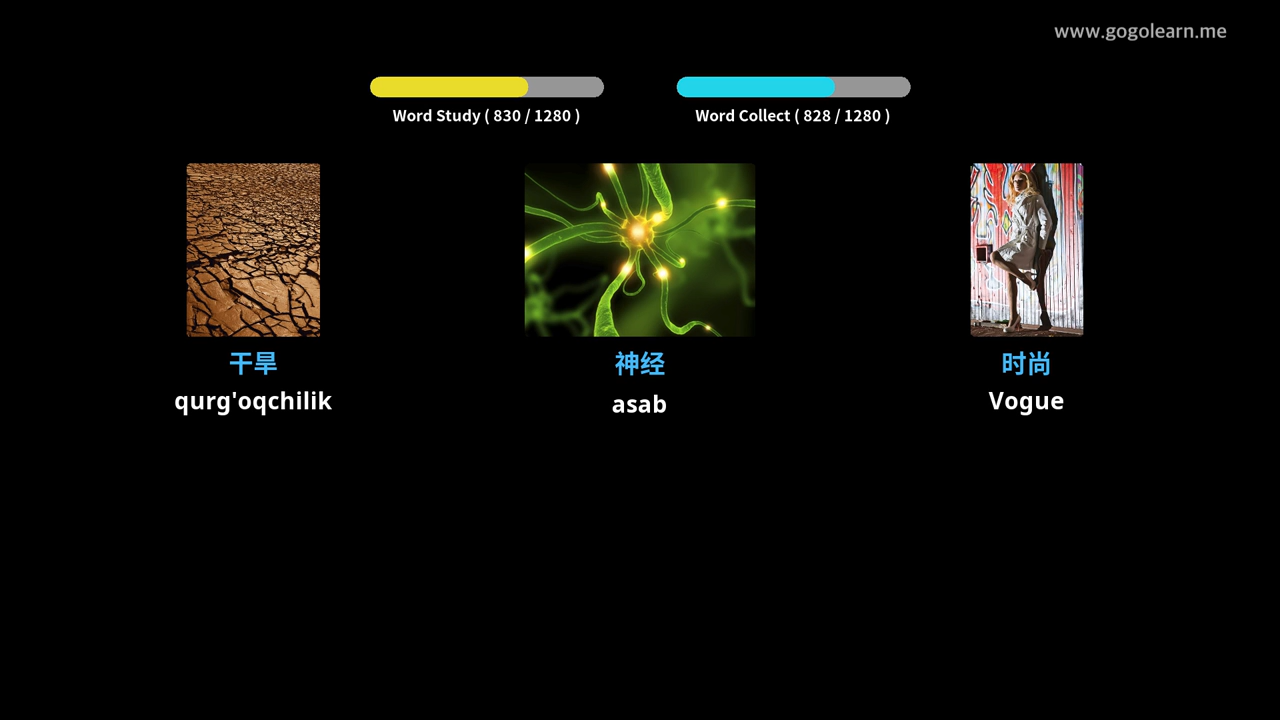 www.gogolearn.me
Word Study ( 830 / 1280 )
Word Collect ( 828 / 1280 )
干旱
神经
时尚
qurg'oqchilik
asab
Vogue